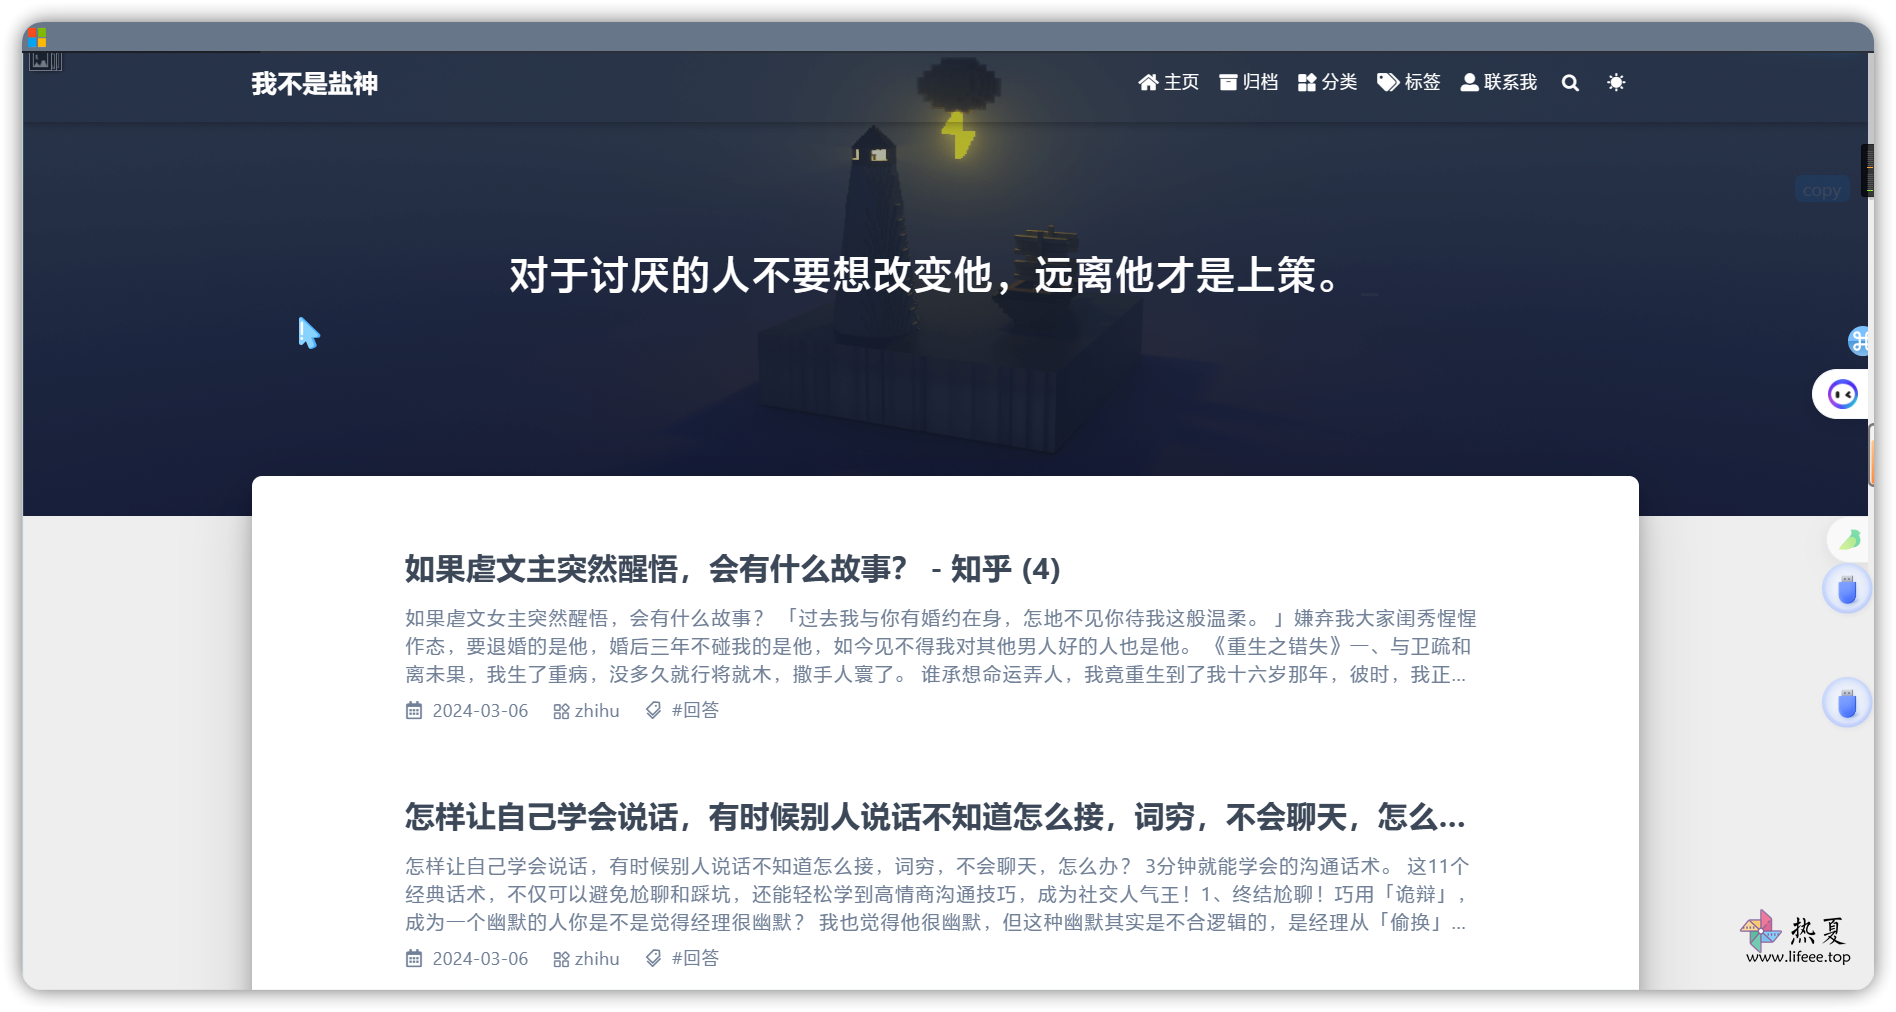 我不是盐神
主页 归档 分类 标签 联系我
copy
对于讨厌的人不要想改变他，远离他才是上策。
如果虐文主突然醒悟，会有什么故事？ - 知乎 (4)
如果虐文女主突然醒悟，会有什么故事？ 「过去我与你有婚约在身，怎地不见你待我这般温柔。 」嫌弃我大家闺秀惺惺
作态，要退婚的是他，婚后三年不碰我的是他，如今见不得我对其他男人好的人也是他。 《重生之错失》一、与卫疏和
离未果，我生了重病，没多久就行将就木，撒手人寰了。 谁承想命运弄人，我竟重生到了我十六岁那年，彼时，我正...
2024-03-06 zhihu #回答
怎样让自己学会说话，有时候别人说话不知道怎么接，词穷，不会聊天，怎么...
怎样让自己学会说话，有时候别人说话不知道怎么接，词穷，不会聊天，怎么办？ 3分钟就能学会的沟通话术。 这11个
经典话术，不仅可以避免尬聊和踩坑，还能轻松学到高情商沟通技巧，成为社交人气王！1、终结尬聊！巧用「诡辩」，
成为一个幽默的人你是不是觉得经理很幽默？ 我也觉得他很幽默，但这种幽默其实是不合逻辑的，是经理从「偷换」...
2024-03-06 zhihu #回答
热夏
www.lifeee.top